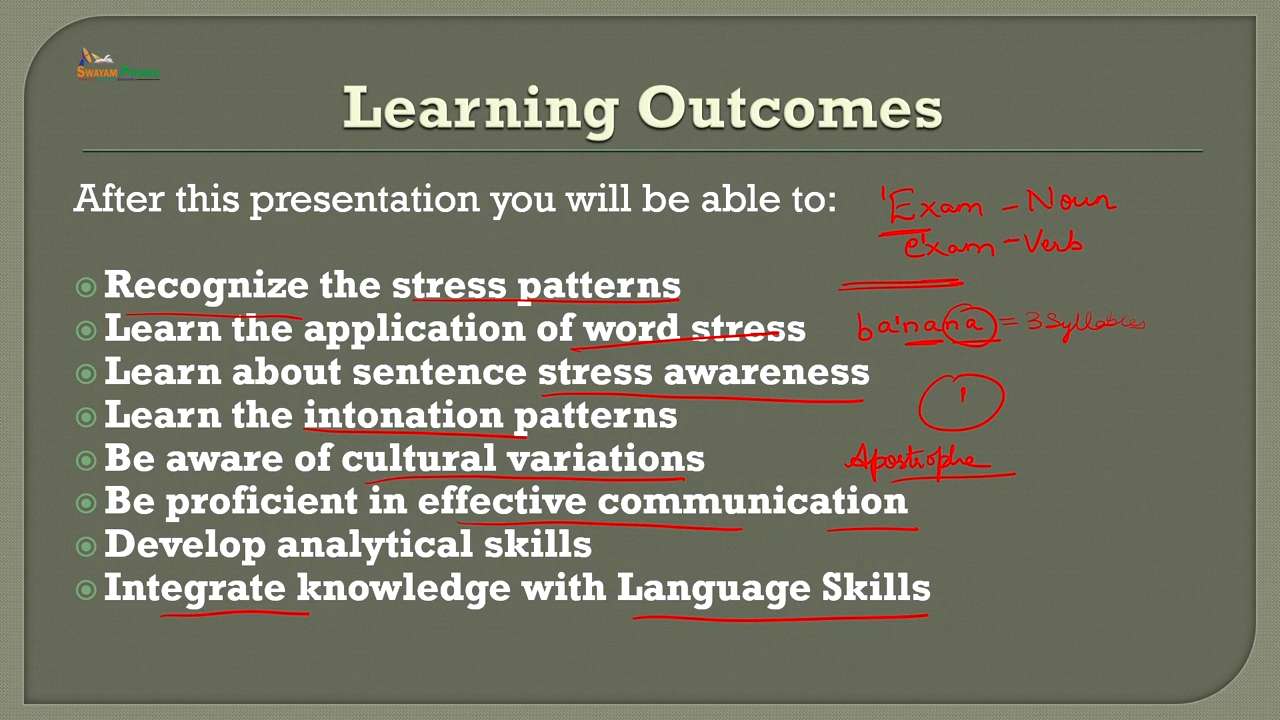 SWAYAM PRABHA
Learning Outcomes
After this presentation you will be able to:
'Exam - Noun
e'xam - Verb
Recognize the stress patterns
Learn the application of word stress
ba'nana = 3 Syllables
Learn about sentence stress awareness
'
Learn the intonation patterns
Be aware of cultural variations
Apostrophe
Be proficient in effective communication
Develop analytical skills
Integrate knowledge with Language Skills